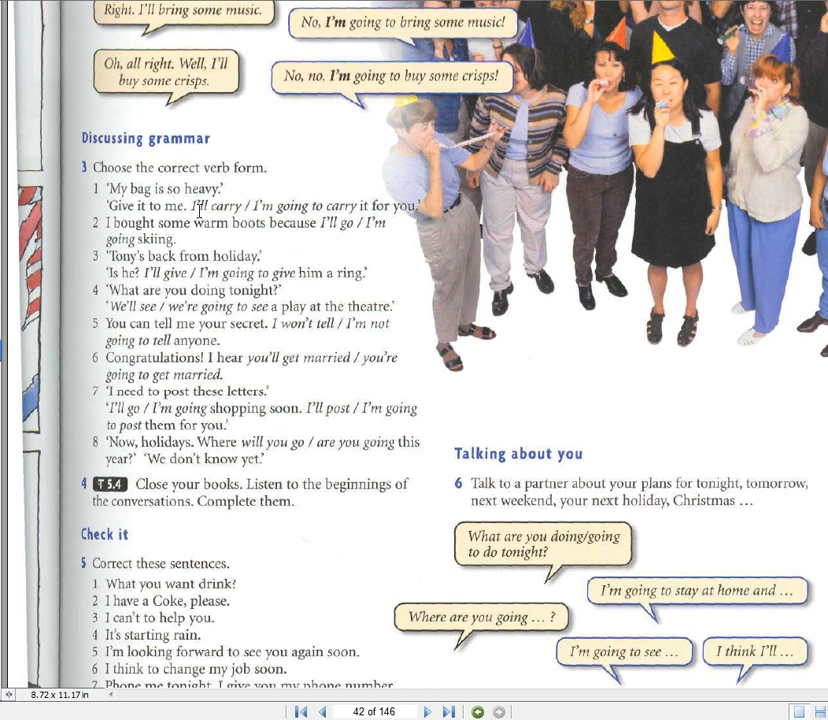 Right. I'll bring some music.
No, I'm going to bring some music!
Oh, all right. Well, I'll
buy some crisps.
No, no. I'm going to buy some crisps!
Discussing grammar
3 Choose the correct verb form.
1 'My bag is so heavy.'
'Give it to me. I'll carry / I'm going to carry it for you.'
2 I bought some warm boots because I'll go / I'm
going skiing.
3 'Tony's back from holiday.'
'Is he? I'll give / I'm going to give him a ring.'
4 'What are you doing tonight?'
'We'll see / we're going to see a play at the theatre.'
5 You can tell me your secret. I won't tell / I'm not
going to tell anyone.
6 Congratulations! I hear you'll get married / you're
going to get married.
7 'I need to post these letters.'
'I'll go / I'm going shopping soon. I'll post / I'm going
to post them for you.'
8 'Now, holidays. Where will you go / are you going this
year?' 'We don't know yet.'
4 T 5.4 Close your books. Listen to the beginnings of
the conversations. Complete them.
Check it
5 Correct these sentences.
1 What you want drink?
2 I have a Coke, please.
3 I can't to help you.
4 It's starting rain.
5 I'm looking forward to see you again soon.
6 I think to change my job soon.
7 Phone me tonight. I give you my phone number.
Talking about you
6 Talk to a partner about your plans for tonight, tomorrow,
next weekend, your next holiday, Christmas ...
What are you doing/going
to do tonight?
I'm going to stay at home and ...
Where are you going ... ?
I'm going to see ...
I think I'll ...
8.72 x 11.17 in
42 of 146